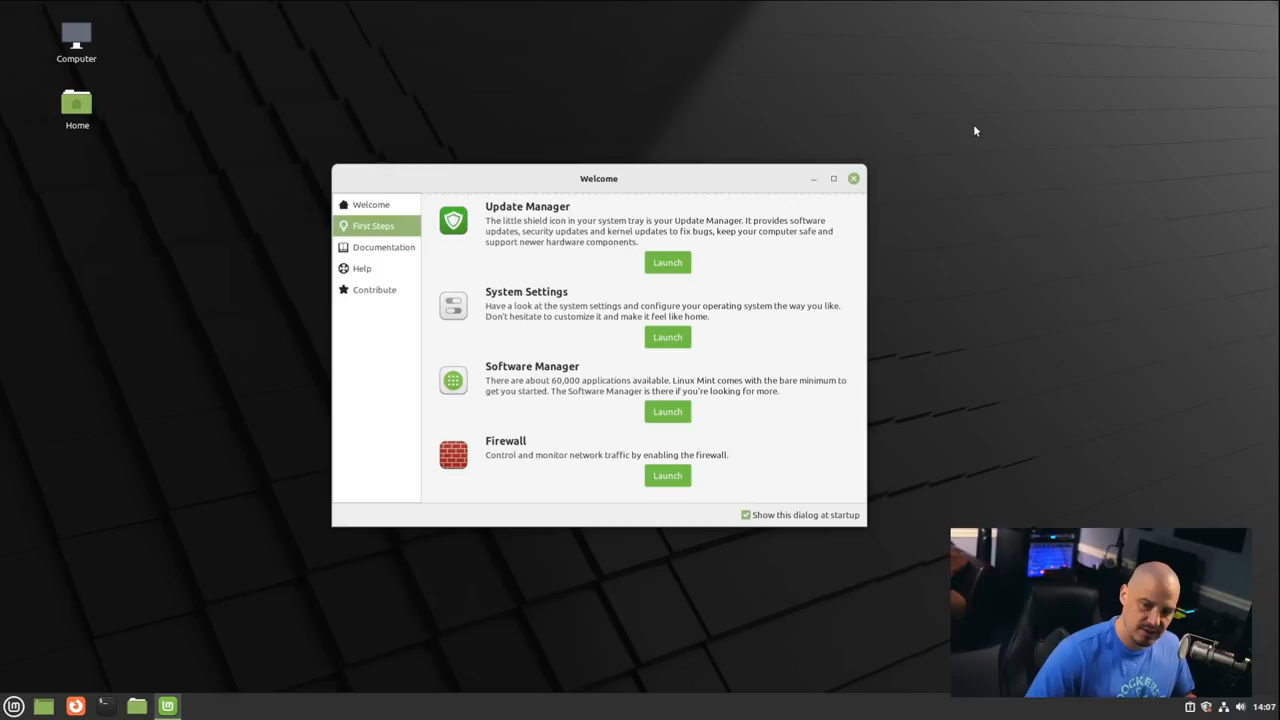 Computer
Home
Welcome
Welcome
First Steps
Documentation
Help
Contribute
Update Manager
The little shield icon in your system tray is your Update Manager. It provides software
updates, security updates and kernel updates to fix bugs, keep your computer safe and
support newer hardware components.
Launch
System Settings
Have a look at the system settings and configure your operating system the way you like.
Don't hesitate to customize it and make it feel like home.
Launch
Software Manager
There are about 60,000 applications available. Linux Mint comes with the bare minimum to
get you started. The Software Manager is there if you're looking for more.
Launch
Firewall
Control and monitor network traffic by enabling the firewall.
Launch
Show this dialog at startup
14:07